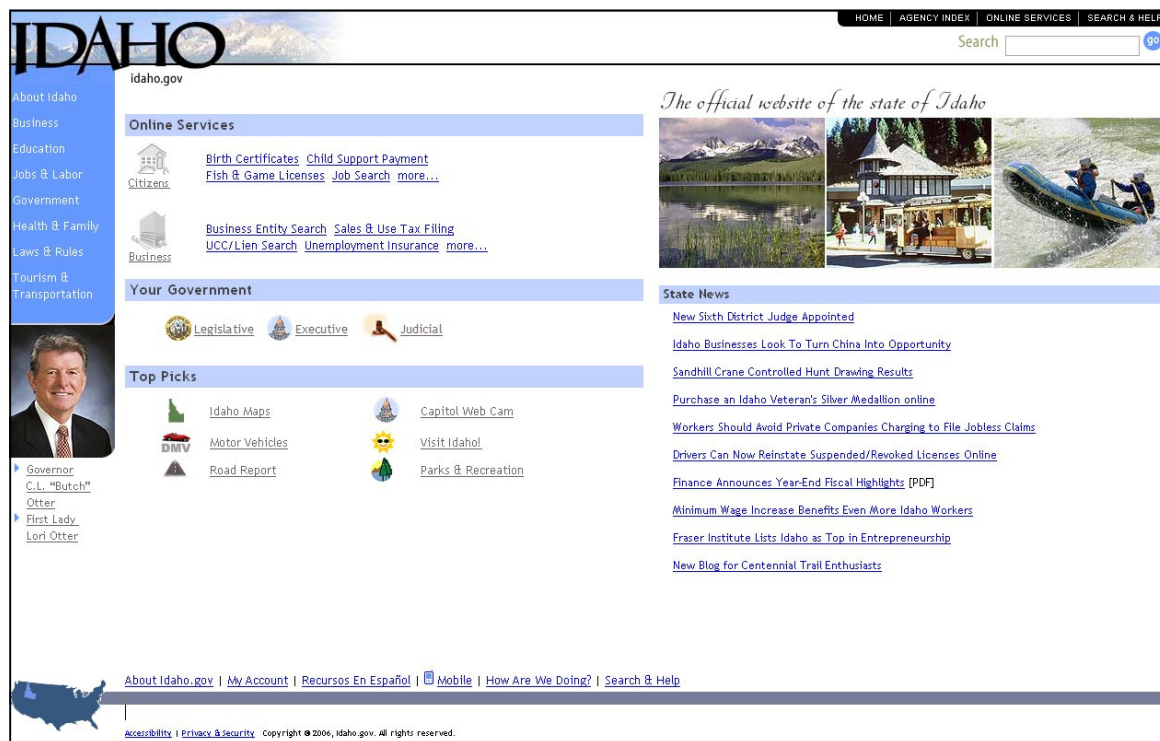 IDAHO
HOME | AGENCY INDEX | ONLINE SERVICES | SEARCH & HELP
Search go
idaho.gov
About Idaho
Business
Education
Jobs & Labor
Government
Health & Family
Laws & Rules
Tourism &
Transportation
Governor
C.L. “Butch”
Otter
First Lady
Lori Otter
Online Services
Citizens
Birth Certificates Child Support Payment
Fish & Game Licenses Job Search more...
Business
Business Entity Search Sales & Use Tax Filing
UCC/Lien Search Unemployment Insurance more...
Your Government
Legislative Executive Judicial
Top Picks
Idaho Maps Capitol Web Cam
DMV Motor Vehicles Visit Idaho!
Road Report Parks & Recreation
The official website of the state of Idaho
State News
New Sixth District Judge Appointed
Idaho Businesses Look To Turn China Into Opportunity
Sandhill Crane Controlled Hunt Drawing Results
Purchase an Idaho Veteran's Silver Medallion online
Workers Should Avoid Private Companies Charging to File Jobless Claims
Drivers Can Now Reinstate Suspended/Revoked Licenses Online
Finance Announces Year-End Fiscal Highlights [PDF]
Minimum Wage Increase Benefits Even More Idaho Workers
Fraser Institute Lists Idaho as Top in Entrepreneurship
New Blog for Centennial Trail Enthusiasts
About Idaho.gov | My Account | Recursos En Español | Mobile | How Are We Doing? | Search & Help
Accessibility | Privacy & Security Copyright © 2006, Idaho.gov. All rights reserved.